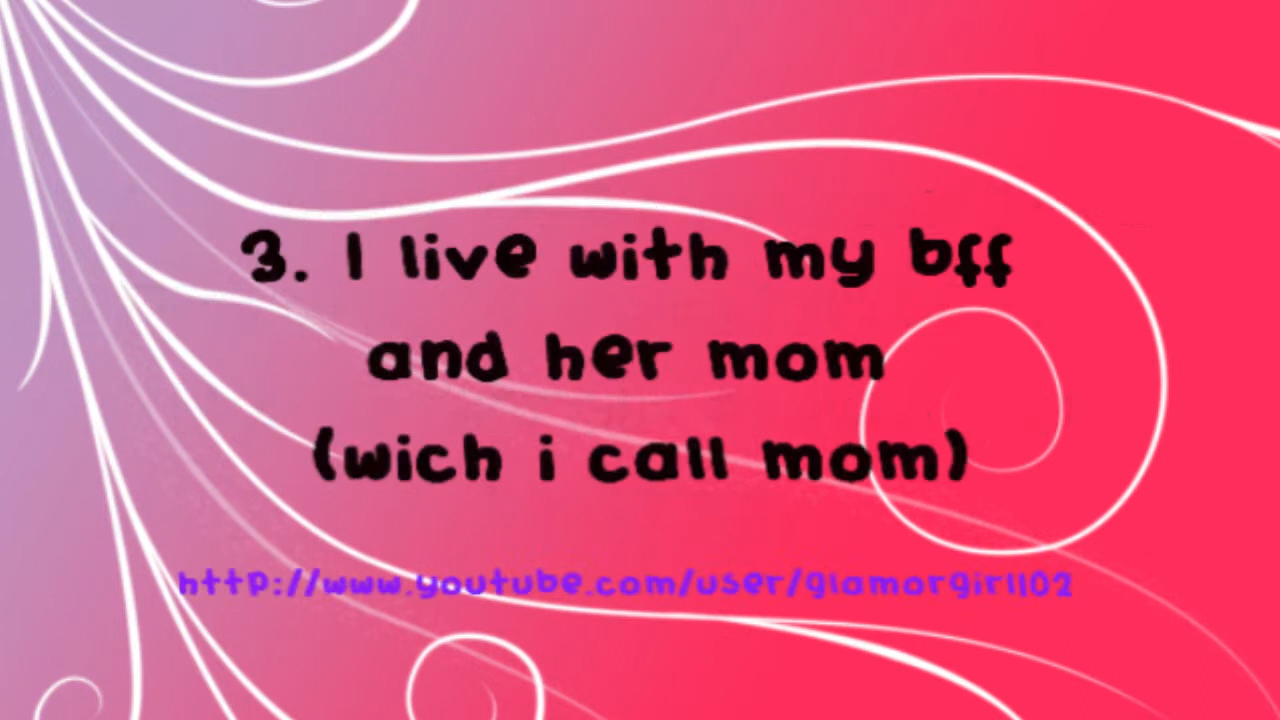 3. I live with my bff
and her mom
(wich i call mom)
http://www.youtube.com/user/glamorgirl102